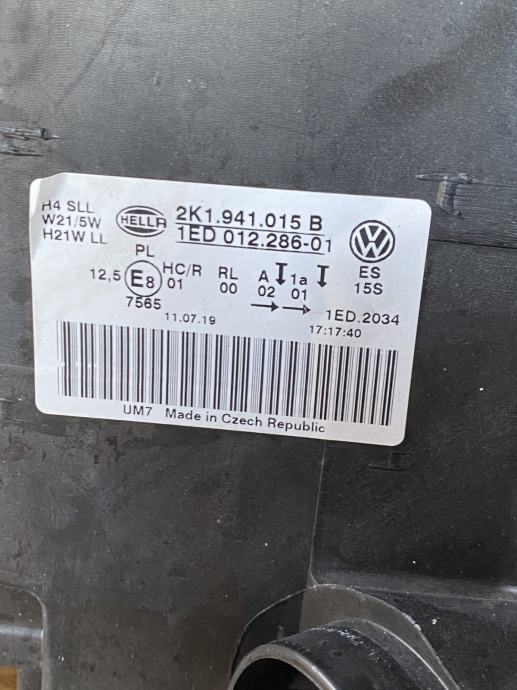 H4 SLL
W21/5W
H21W LL
HELLA
2K1.941.015 B
1ED 012.286-01
PL
12,5 E8
7565
HC/R RL A 1a
01 00 02 01
ES
15S
11.07.19
1ED.2034
17:17:40
UM7 Made in Czech Republic